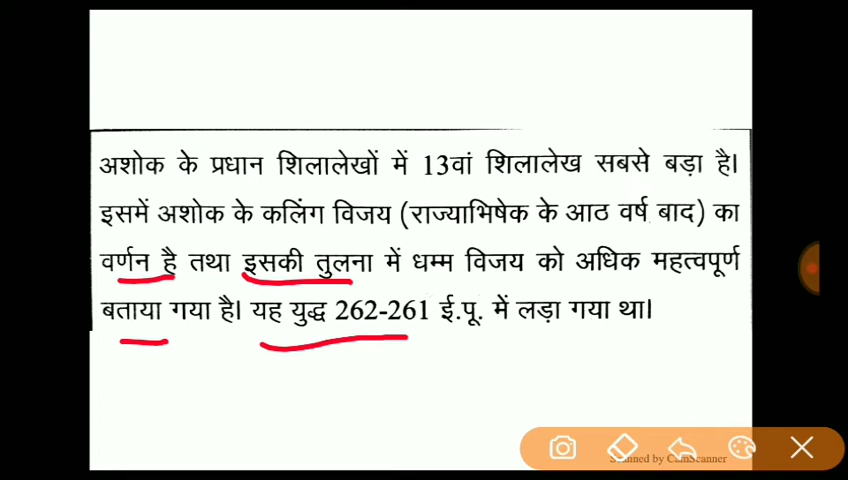 अशोक के प्रधान शिलालेखों में 13वां शिलालेख सबसे बड़ा है।
इसमें अशोक के कलिंग विजय (राज्याभिषेक के आठ वर्ष बाद) का
वर्णन है तथा इसकी तुलना में धम्म विजय को अधिक महत्वपूर्ण
बताया गया है। यह युद्ध 262-261 ई.पू. में लड़ा गया था।
Scanned by CamScanner